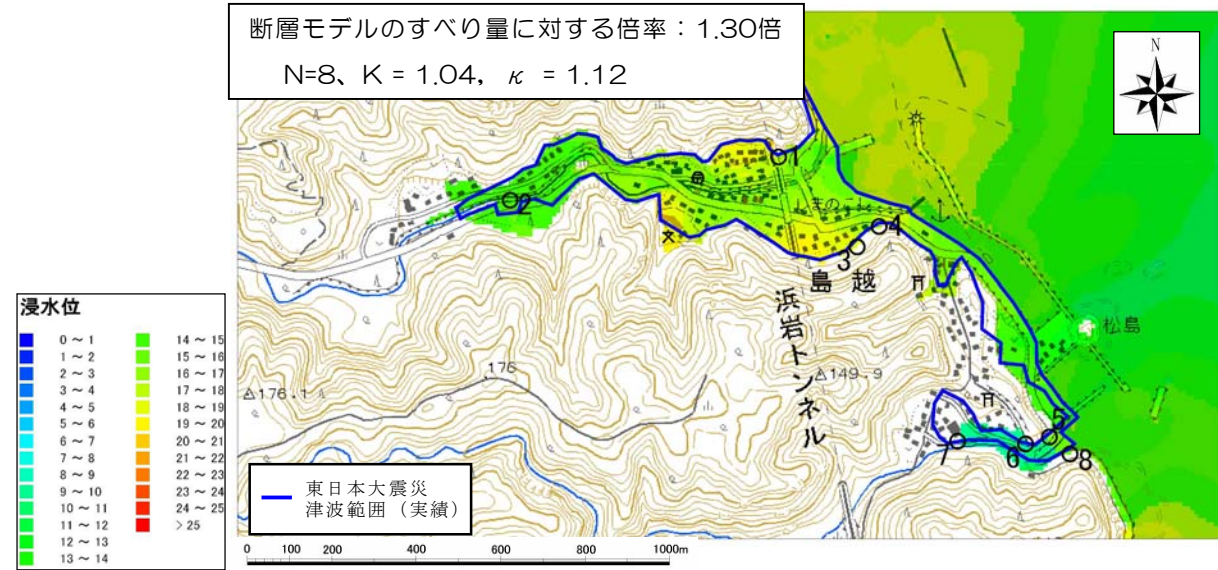 断層モデルのすべり量に対する倍率：1.30倍
N=8、K = 1.04, κ = 1.12
N
1
2
しまのこし
4
3
島越
浜岩トンネル
松島
176
△176.1
△149.9
5
7
6
8
浸水位
0 ～ 1
1 ～ 2
2 ～ 3
3 ～ 4
4 ～ 5
5 ～ 6
6 ～ 7
7 ～ 8
8 ～ 9
9 ～ 10
10 ～ 11
11 ～ 12
12 ～ 13
13 ～ 14
14 ～ 15
15 ～ 16
16 ～ 17
17 ～ 18
18 ～ 19
19 ～ 20
20 ～ 21
21 ～ 22
22 ～ 23
23 ～ 24
24 ～ 25
＞25
東日本大震災
津波範囲（実績）
0 100 200 400 600 800 1000m